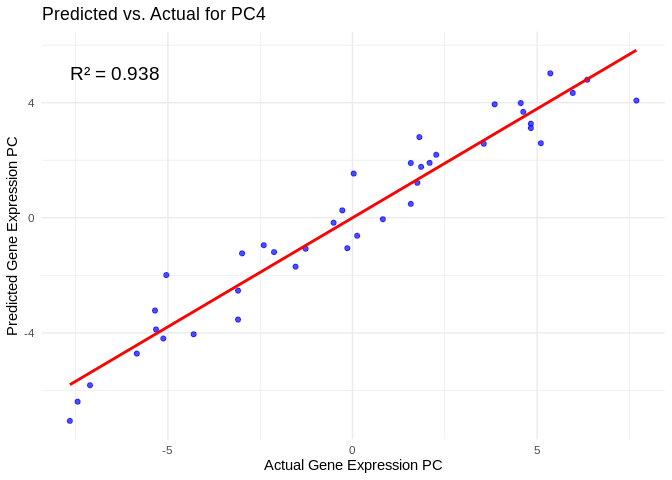 Predicted vs. Actual for PC4
R² = 0.938
Predicted Gene Expression PC
4
0
-4
-5
0
5
Actual Gene Expression PC